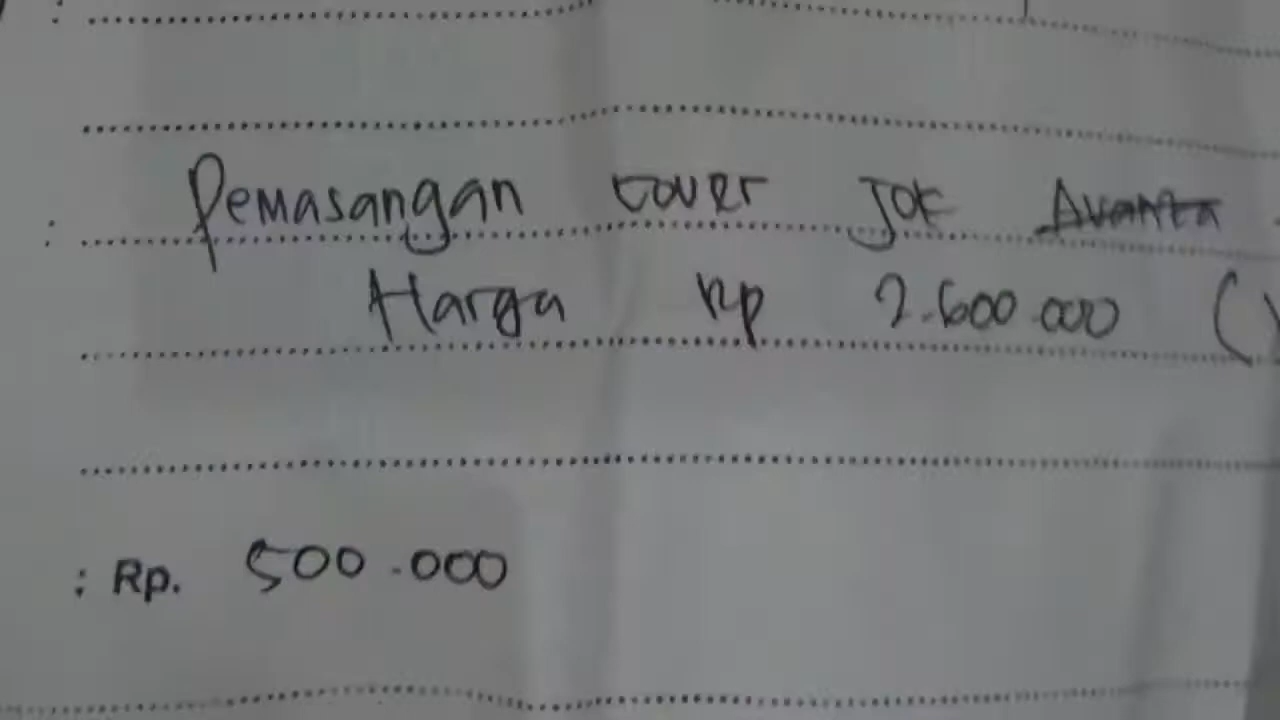 : Pemasangan cover Jok Avanza
Harga Rp 2.600.000 (
: Rp. 500.000